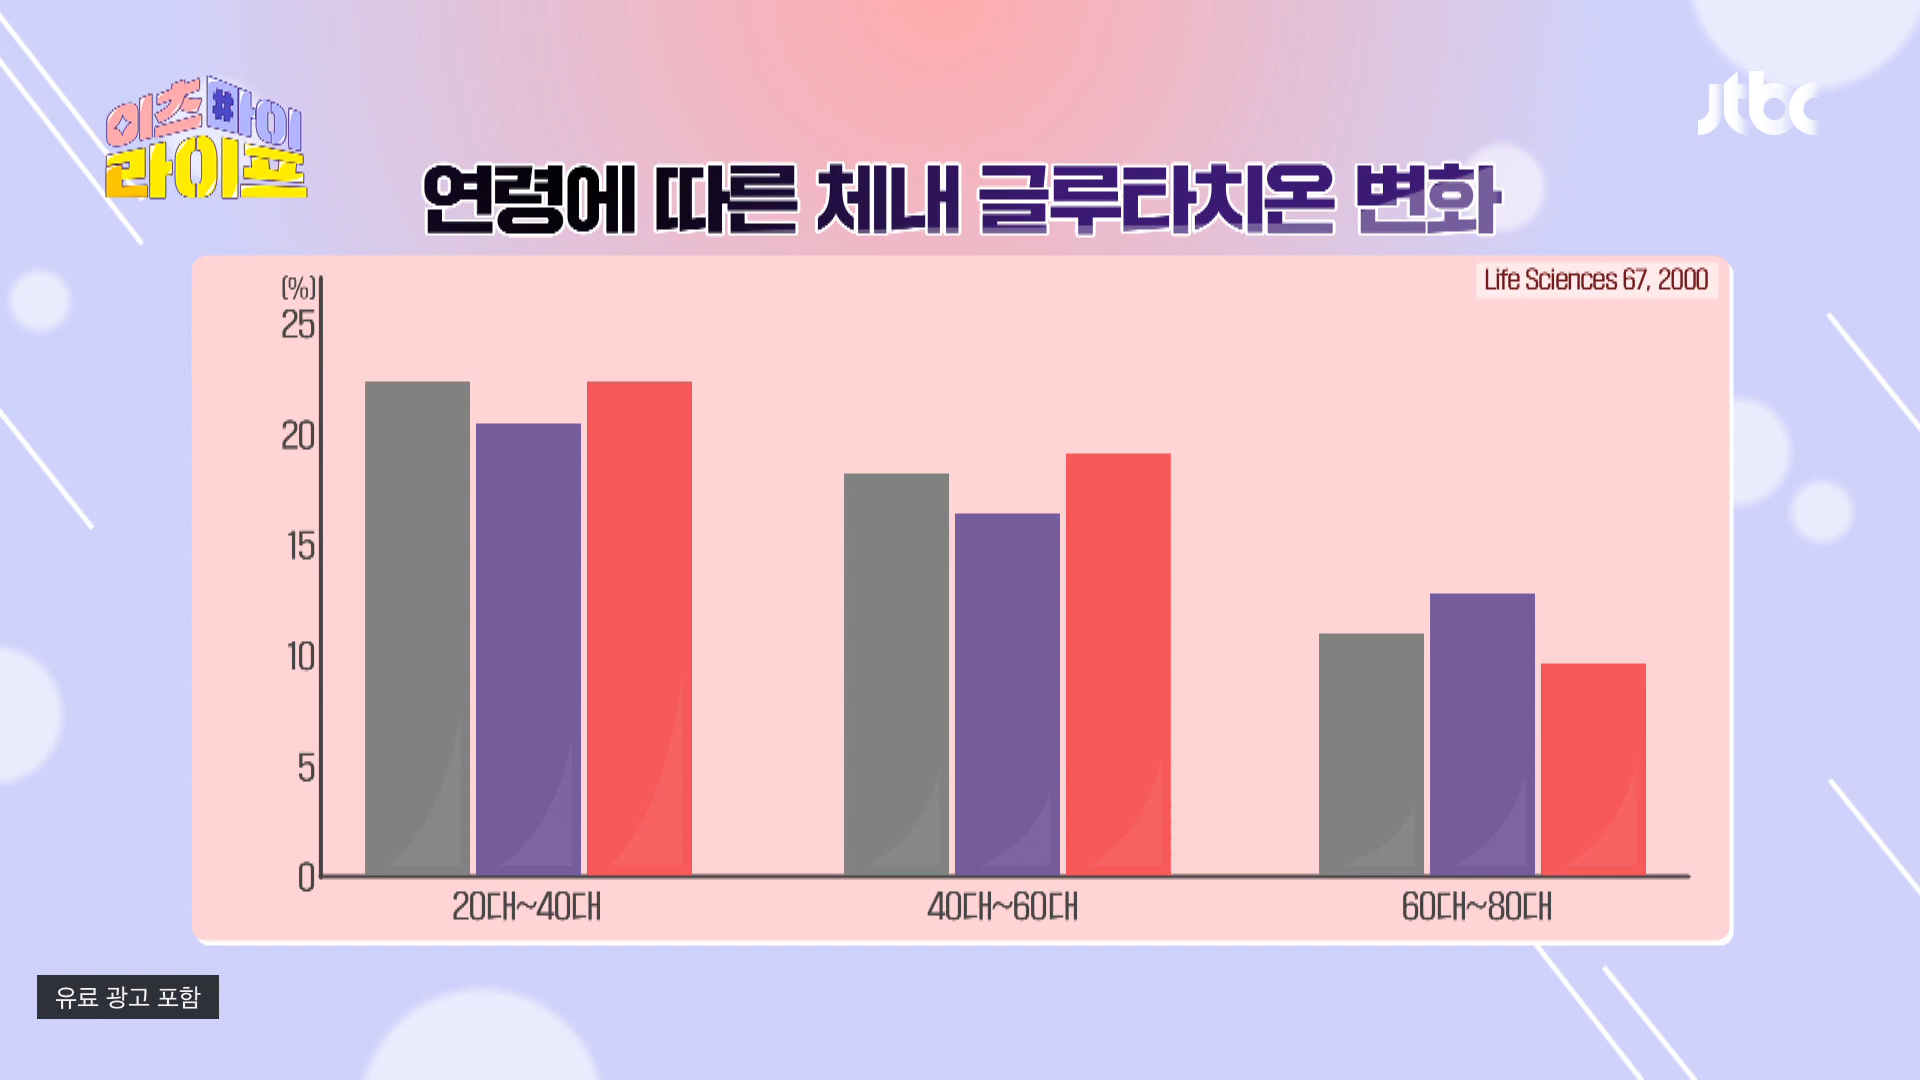 이츠#마이
라이프
jtbc
연령에 따른 체내 글루타치온 변화
Life Sciences 67, 2000
(%)
25
20
15
10
5
0
20대~40대
40대~60대
60대~80대
유료 광고 포함